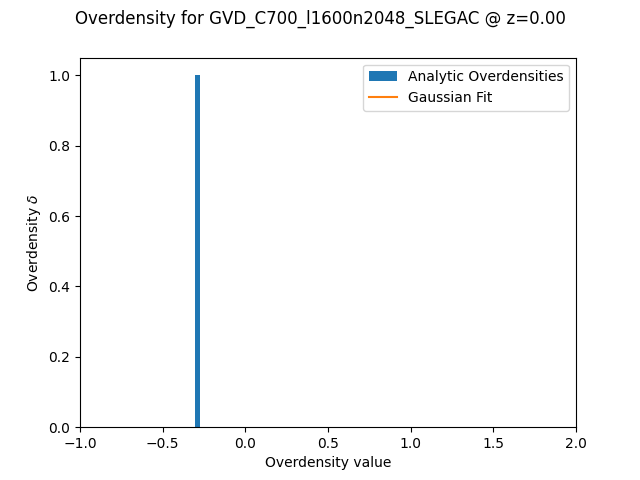 Overdensity for GVD_C700_l1600n2048_SLEGAC @ z=0.00
Analytic Overdensities
Gaussian Fit
Overdensity δ
1.0
0.8
0.6
0.4
0.2
0.0
−1.0 −0.5 0.0 0.5 1.0 1.5 2.0
Overdensity value